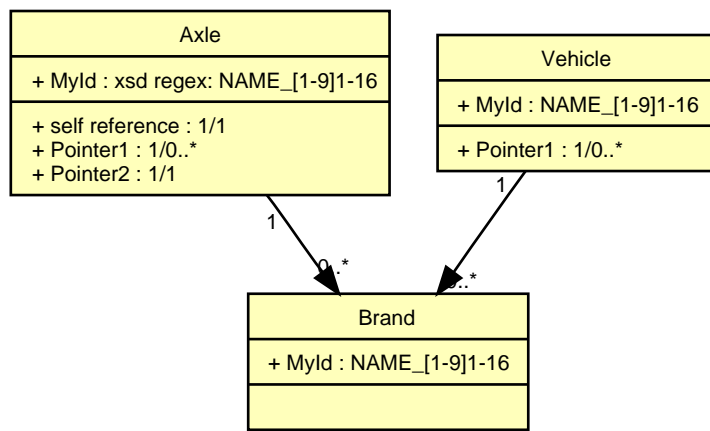 Axle
+ MyId : xsd regex: NAME_[1-9]1-16
+ self reference : 1/1
+ Pointer1 : 1/0..*
+ Pointer2 : 1/1
Vehicle
+ MyId : NAME_[1-9]1-16
+ Pointer1 : 1/0..*
1
0..*
1
0..*
Brand
+ MyId : NAME_[1-9]1-16